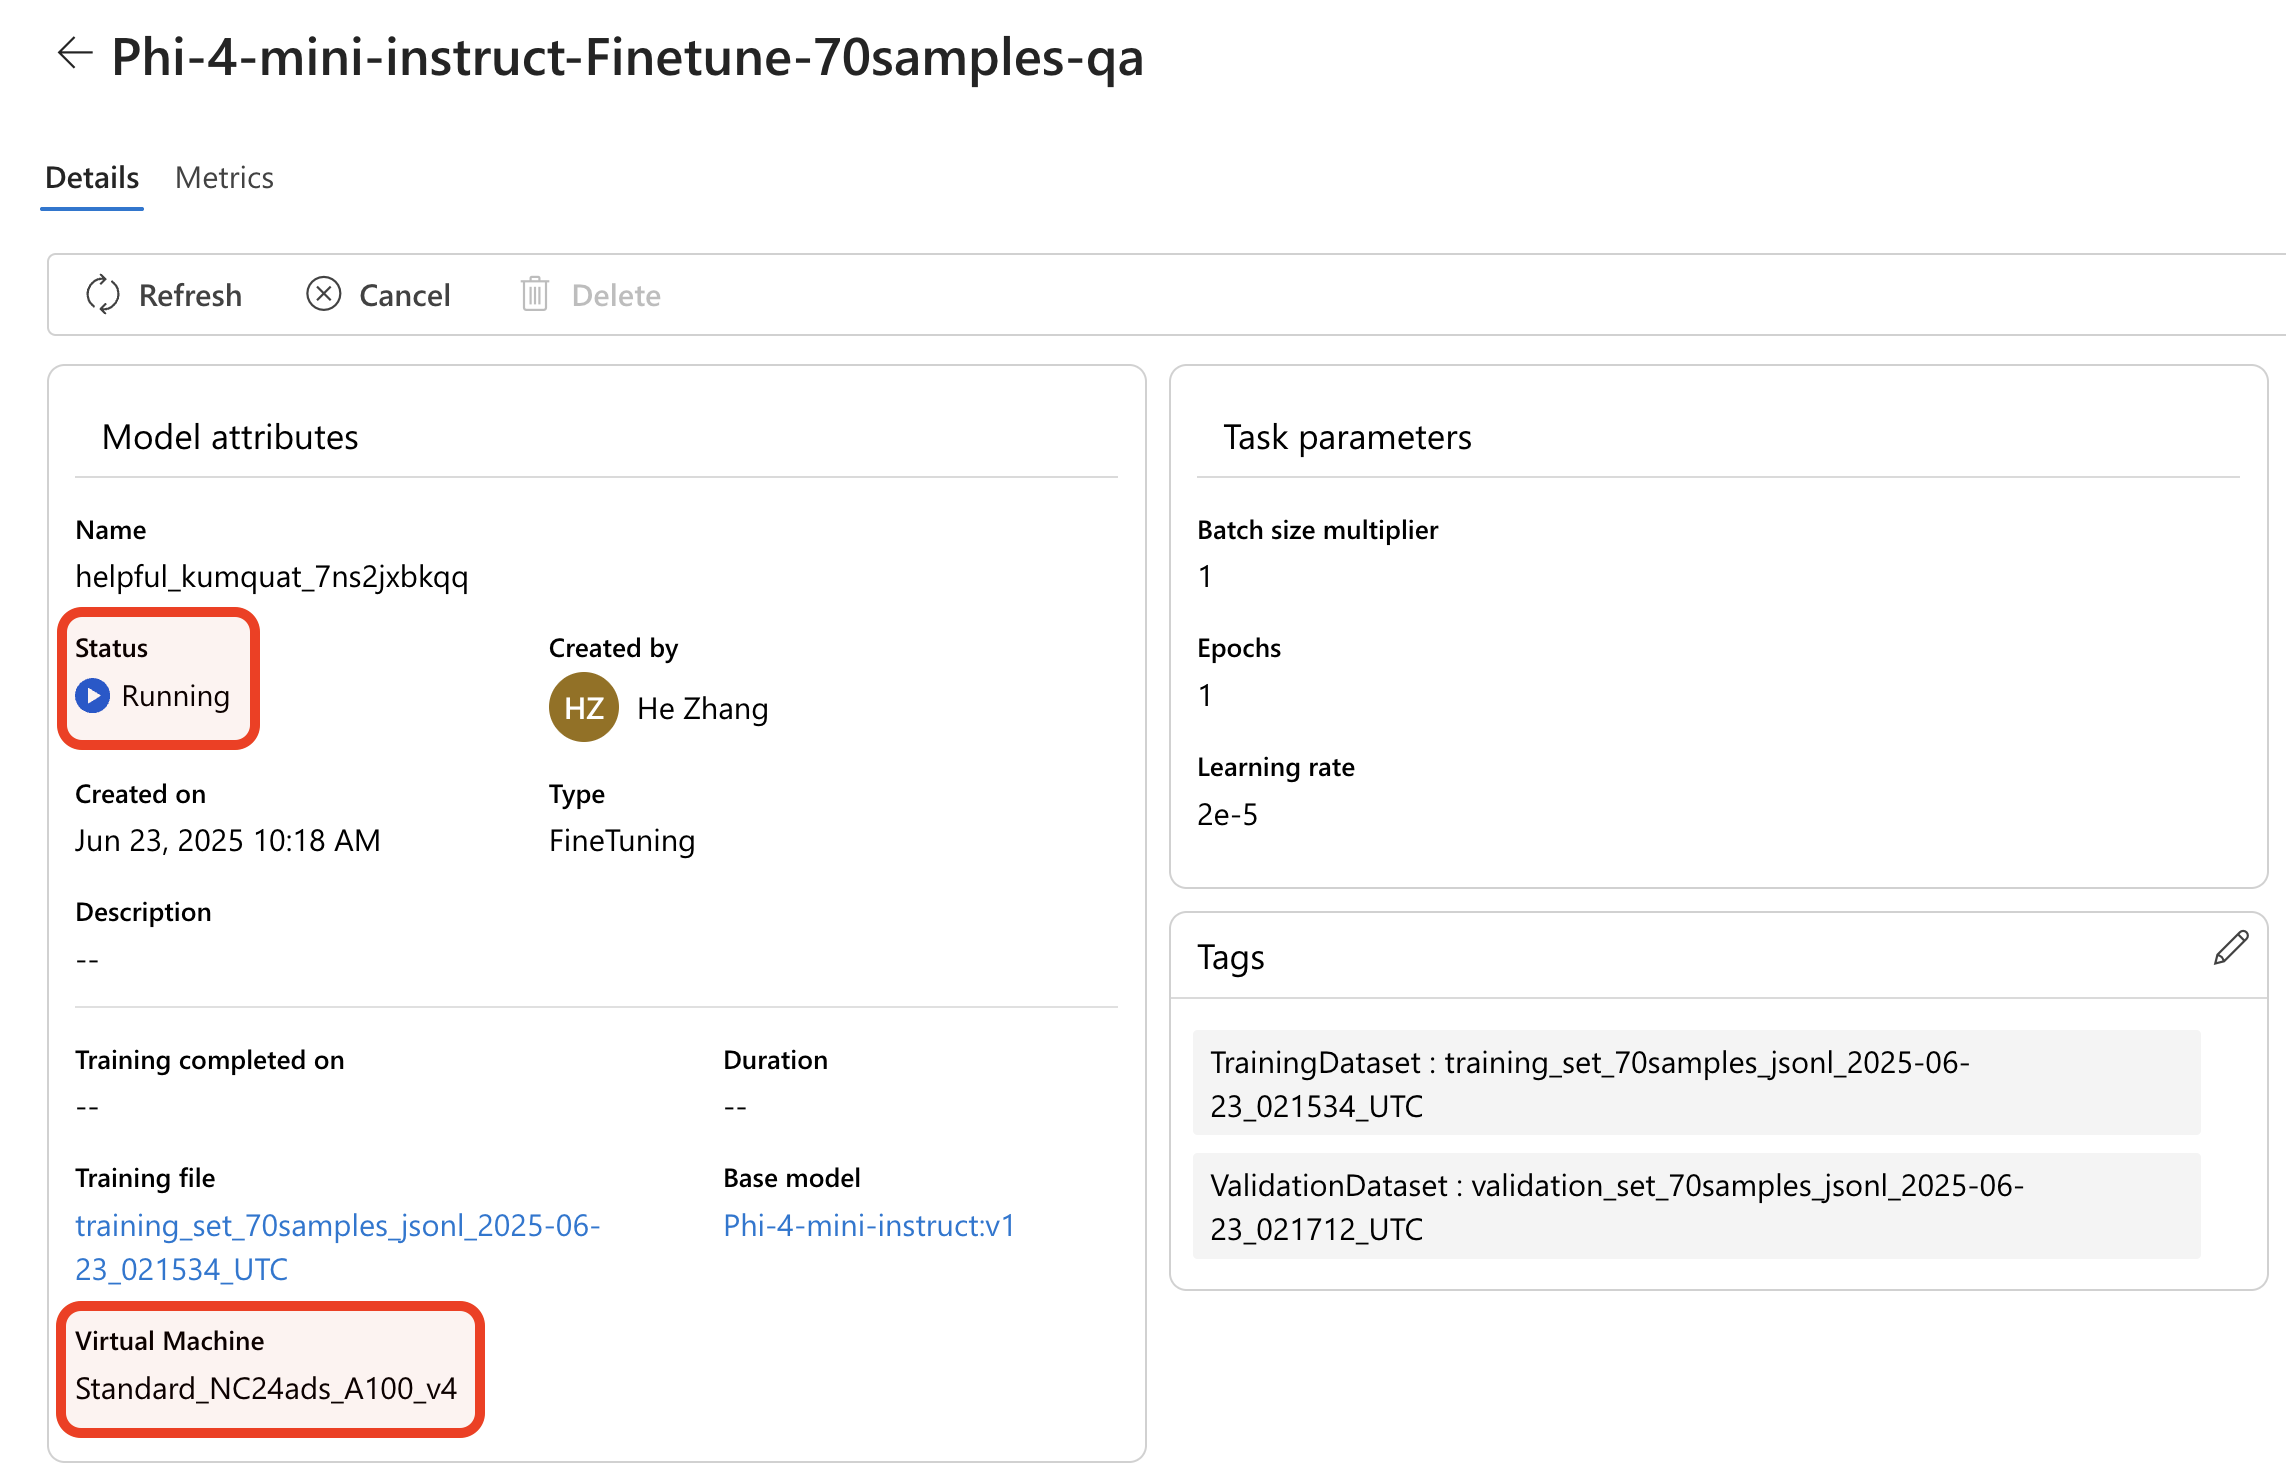 Phi-4-mini-instruct-Finetune-70samples-qa
Details
Metrics
Refresh
Cancel
Delete
Model attributes
Name
helpful_kumquat_7ns2jxbkqq
Status
Running
Created by
HZ
He Zhang
Created on
Jun 23, 2025 10:18 AM
Type
FineTuning
Description
--
Training completed on
--
Duration
--
Training file
training_set_70samples_jsonl_2025-06-
23_021534_UTC
Base model
Phi-4-mini-instruct:v1
Virtual Machine
Standard_NC24ads_A100_v4
Task parameters
Batch size multiplier
1
Epochs
1
Learning rate
2e-5
Tags
TrainingDataset : training_set_70samples_jsonl_2025-06-
23_021534_UTC
ValidationDataset : validation_set_70samples_jsonl_2025-06-
23_021712_UTC